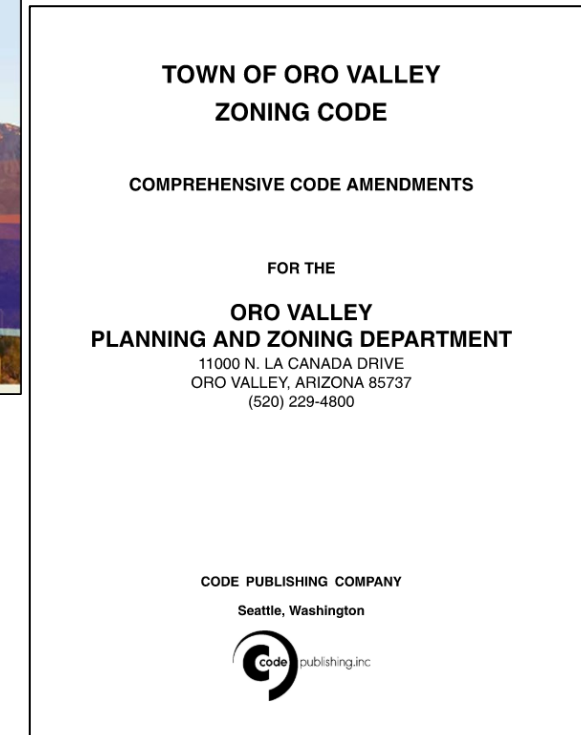 TOWN OF ORO VALLEY
ZONING CODE
COMPREHENSIVE CODE AMENDMENTS
FOR THE
ORO VALLEY
PLANNING AND ZONING DEPARTMENT
11000 N. LA CANADA DRIVE
ORO VALLEY, ARIZONA 85737
(520) 229-4800
CODE PUBLISHING COMPANY
Seattle, Washington
code publishing.inc